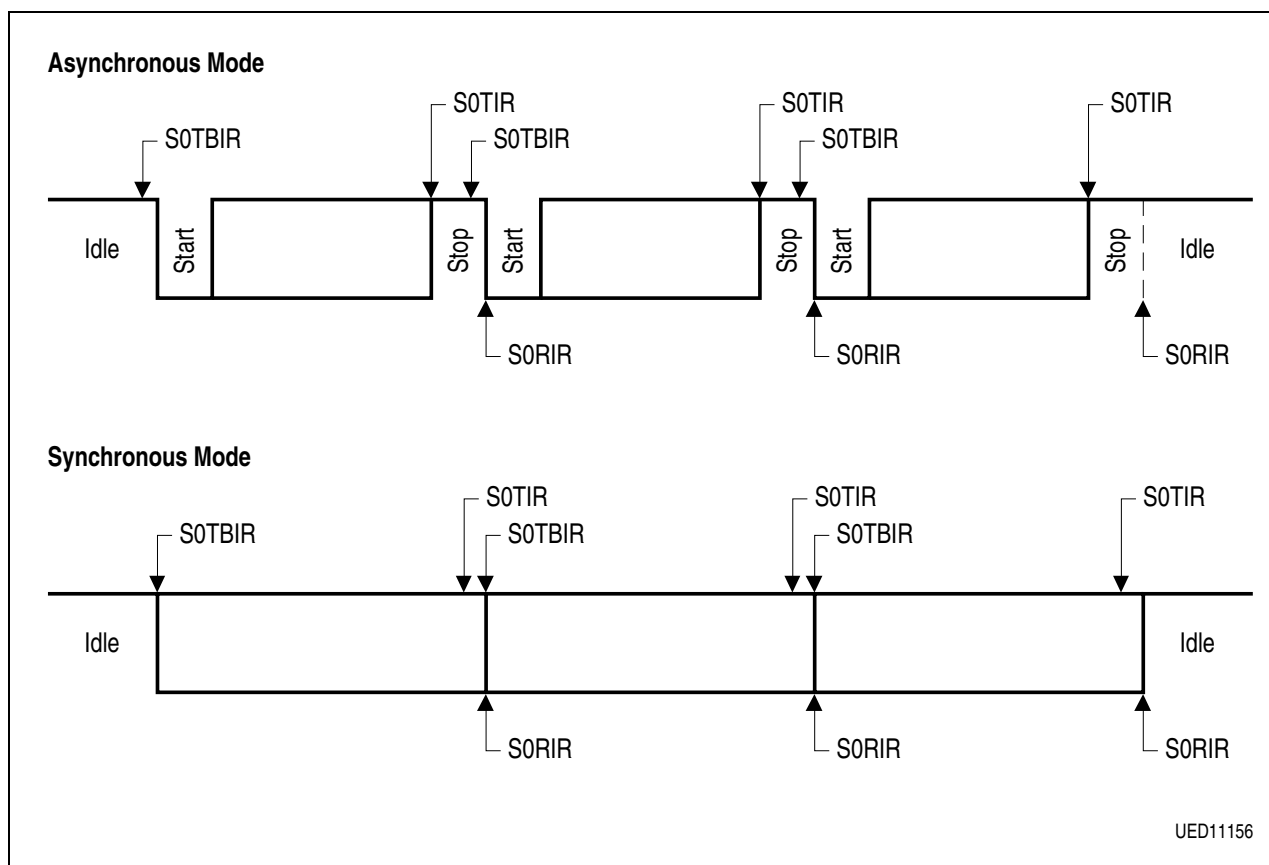 Asynchronous Mode
S0TIR
S0TIR
S0TIR
S0TBIR
S0TBIR
S0TBIR
Idle
Start
Stop
Start
Stop
Start
Stop
Idle
S0RIR
S0RIR
S0RIR
Synchronous Mode
S0TIR
S0TIR
S0TIR
S0TBIR
S0TBIR
S0TBIR
Idle
Idle
S0RIR
S0RIR
S0RIR
UED11156